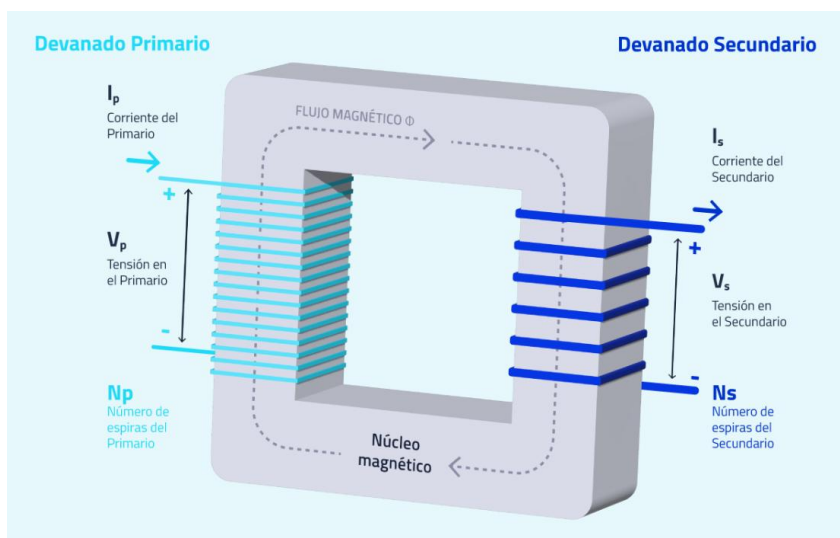 Devanado Primario
Devanado Secundario
Iₚ
Corriente del
Primario
FLUJO MAGNÉTICO Φ
Iₛ
Corriente del
Secundario
+
Vₚ
Tensión en
el Primario
-
+
Vₛ
Tensión en
el Secundario
-
Np
Número de
espiras del
Primario
Núcleo
magnético
Ns
Número de
espiras del
Secundario